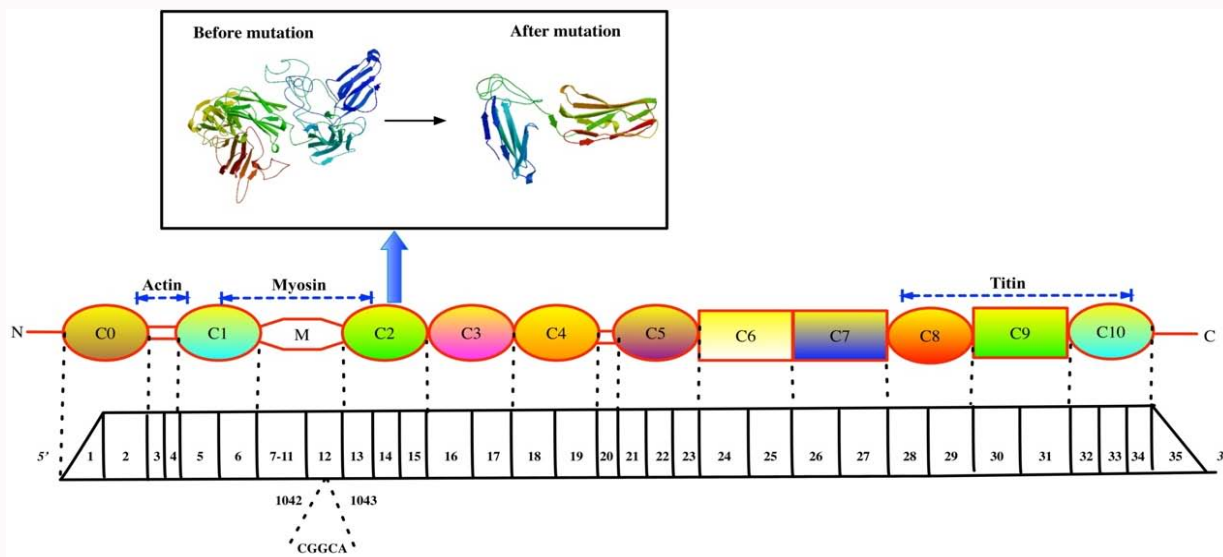 Before mutation After mutation
Actin Myosin Titin
N C0 C1 M C2 C3 C4 C5 C6 C7 C8 C9 C10 C
5' 1 2 3 4 5 6 7-11 12 13 14 15 16 17 18 19 20 21 22 23 24 25 26 27 28 29 30 31 32 33 34 35 3
1042 1043
CGGCA